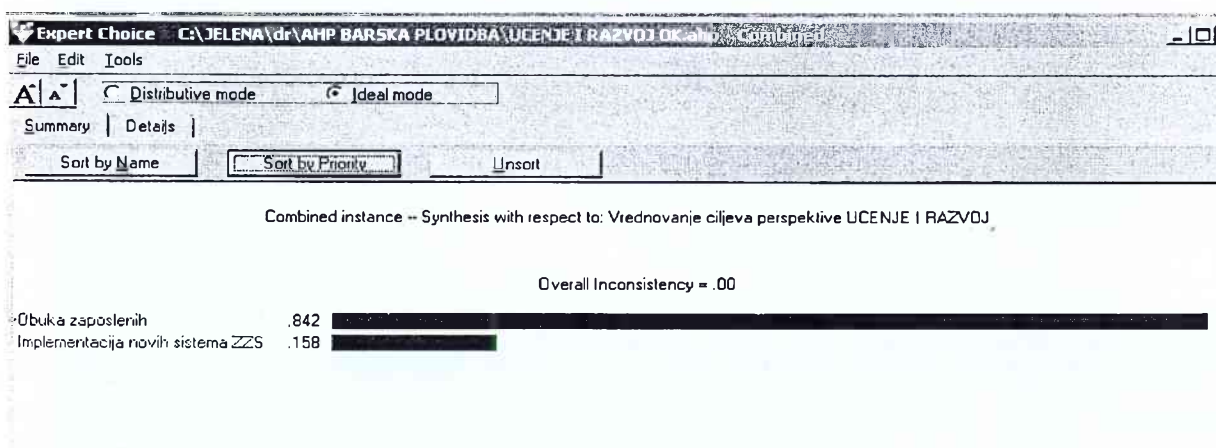 Expert Choice C:\JELENA\dr\AHP BARSKA PLOVIDBA\UCENJE I RAZVOJ OK.ahp Combined
File Edit Tools
A A Distributive mode Ideal mode
Summary Details
Sort by Name Sort by Priority Unsort
Combined instance -- Synthesis with respect to: Vrednovanje ciljeva perspektive UCENJE I RAZVOJ
Overall Inconsistency = .00
Obuka zaposlenih .842
Implementacija novih sistema ZZS .158